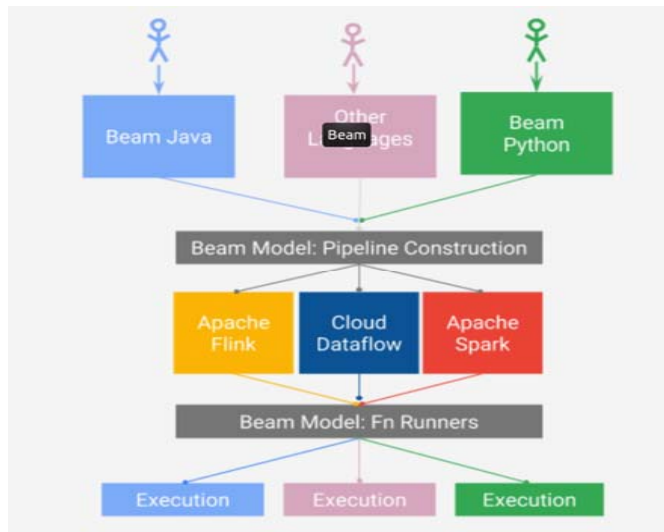 Beam Java
Other
Languages
Beam
Beam
Python
Beam Model: Pipeline Construction
Apache
Flink
Cloud
Dataflow
Apache
Spark
Beam Model: Fn Runners
Execution
Execution
Execution